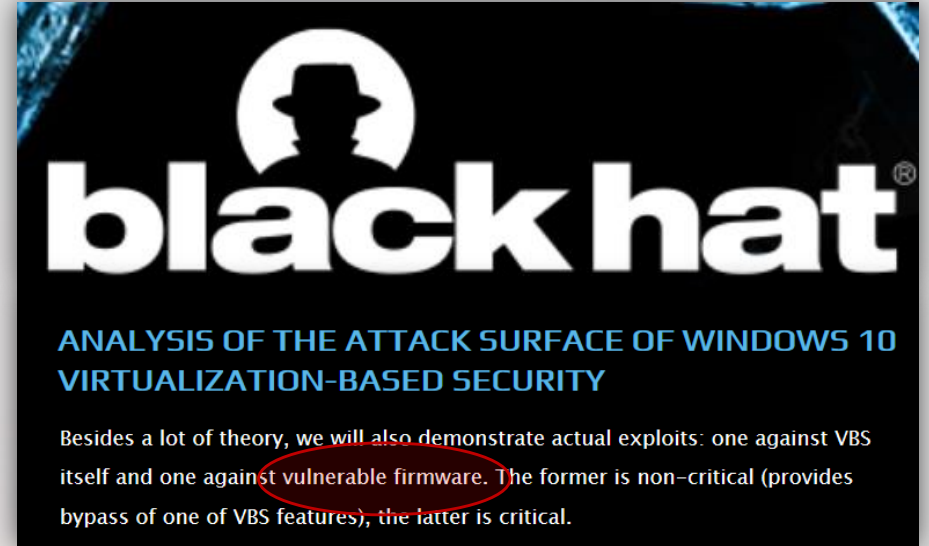 blackhat®
ANALYSIS OF THE ATTACK SURFACE OF WINDOWS 10
VIRTUALIZATION-BASED SECURITY
Besides a lot of theory, we will also demonstrate actual exploits: one against VBS
itself and one against vulnerable firmware. The former is non-critical (provides
bypass of one of VBS features), the latter is critical.